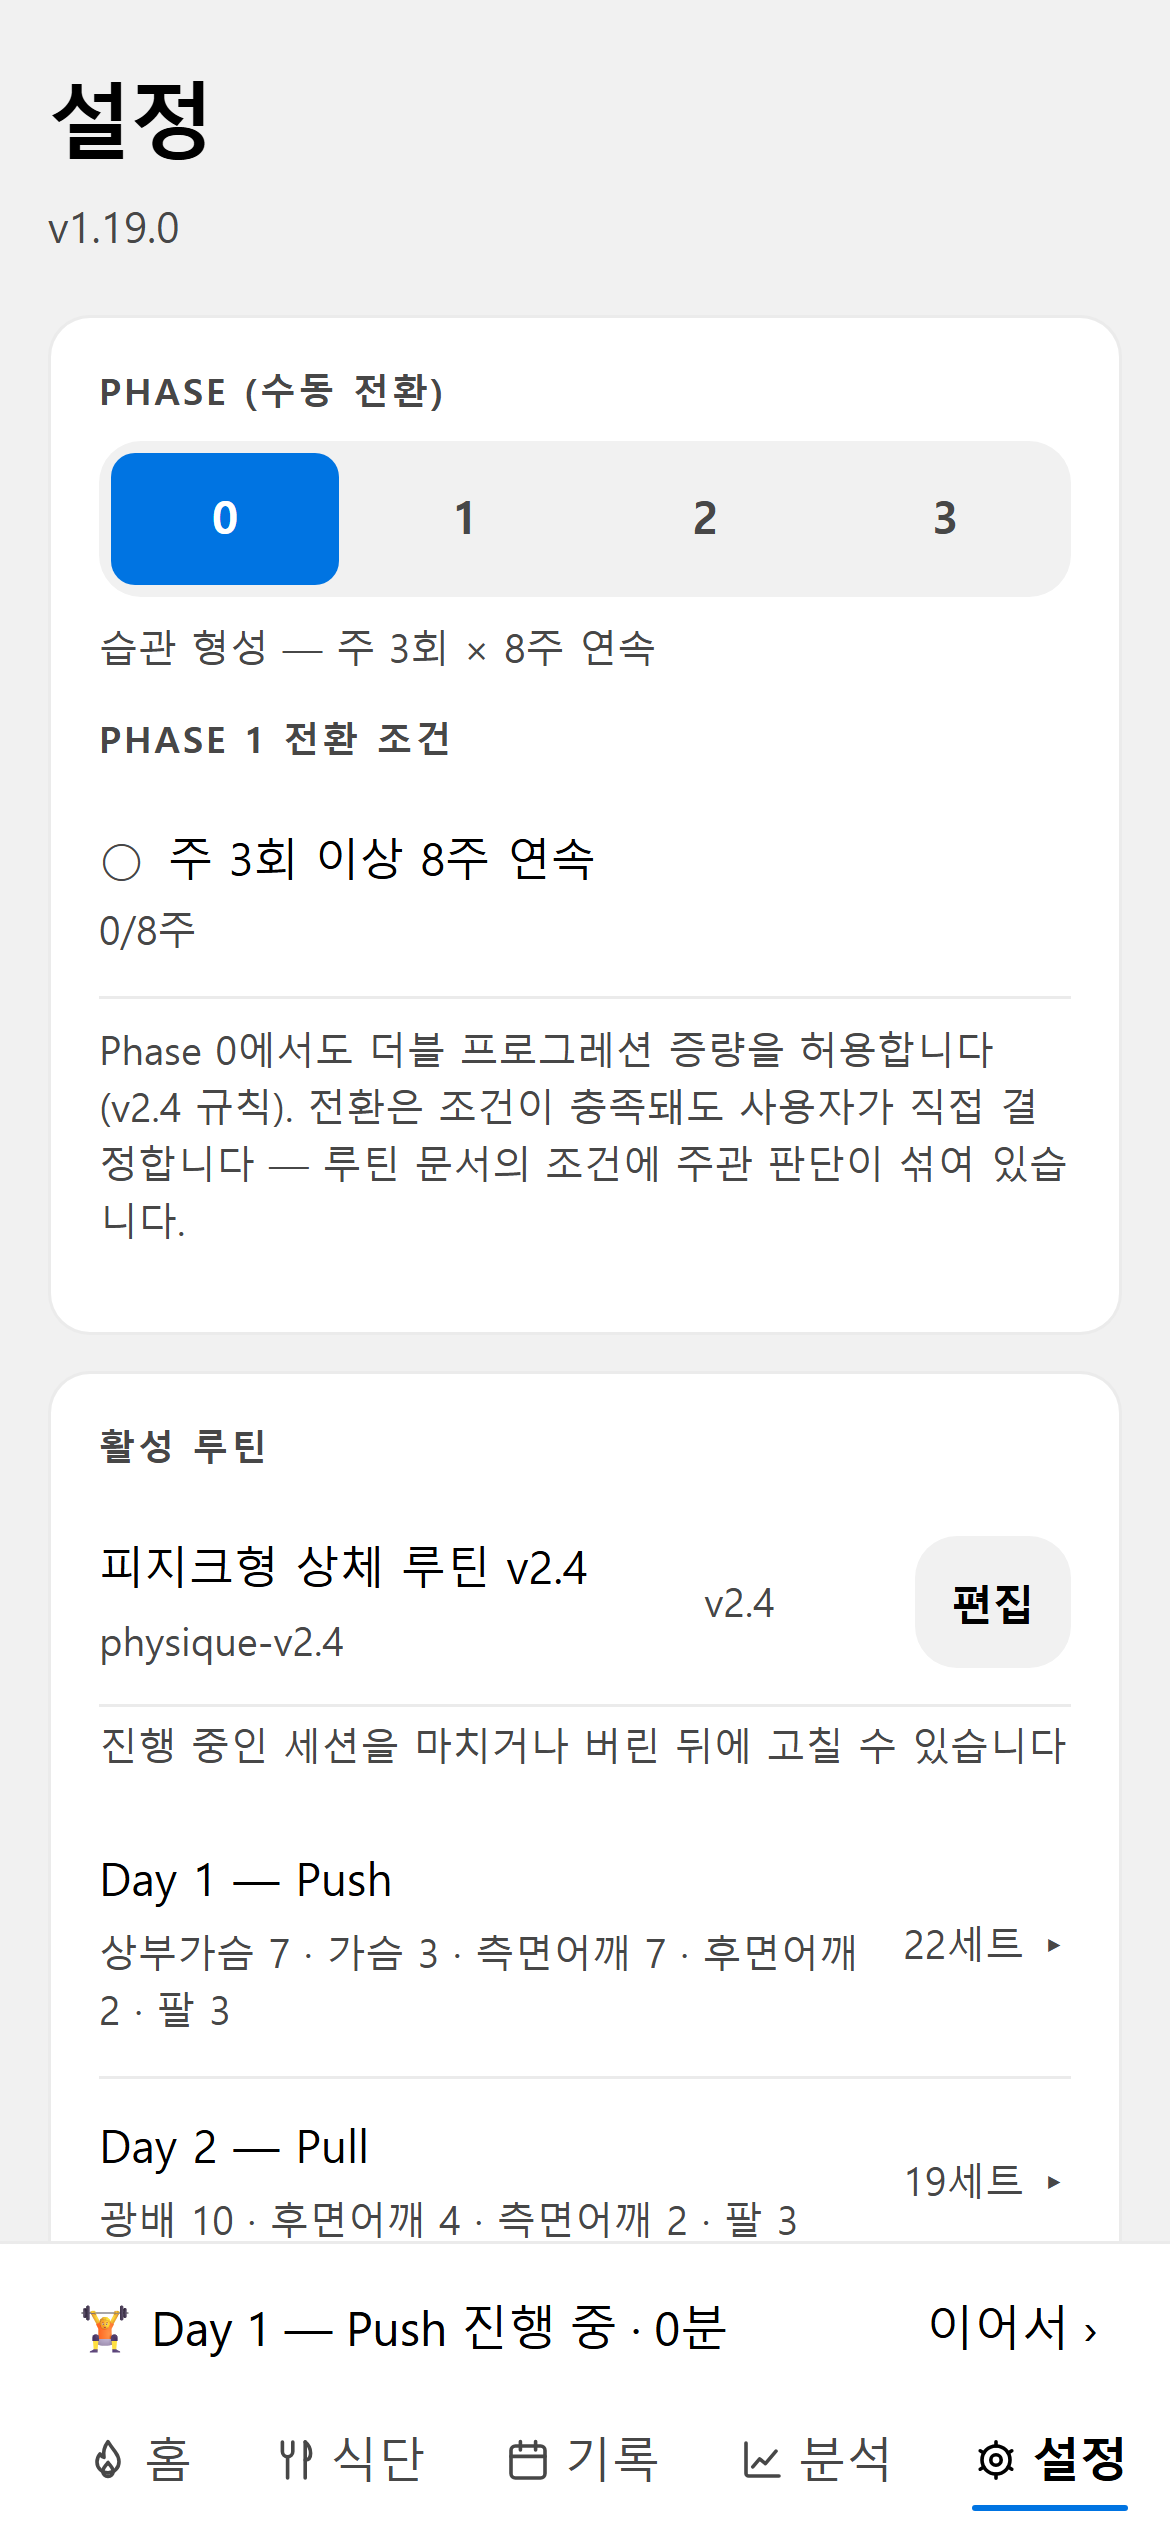 설정
v1.19.0
PHASE (수동 전환)
0 1 2 3
습관 형성 — 주 3회 × 8주 연속
PHASE 1 전환 조건
○ 주 3회 이상 8주 연속
0/8주
Phase 0에서도 더블 프로그레션 증량을 허용합니다
(v2.4 규칙). 전환은 조건이 충족돼도 사용자가 직접 결
정합니다 — 루틴 문서의 조건에 주관 판단이 섞여 있습
니다.
활성 루틴
피지크형 상체 루틴 v2.4
physique-v2.4
v2.4
편집
진행 중인 세션을 마치거나 버린 뒤에 고칠 수 있습니다
Day 1 — Push
상부가슴 7 · 가슴 3 · 측면어깨 7 · 후면어깨
2 · 팔 3
22세트 ▸
Day 2 — Pull
광배 10 · 후면어깨 4 · 측면어깨 2 · 팔 3
19세트 ▸
Day 1 — Push 진행 중 · 0분 이어서 ›
홈 식단 기록 분석 설정